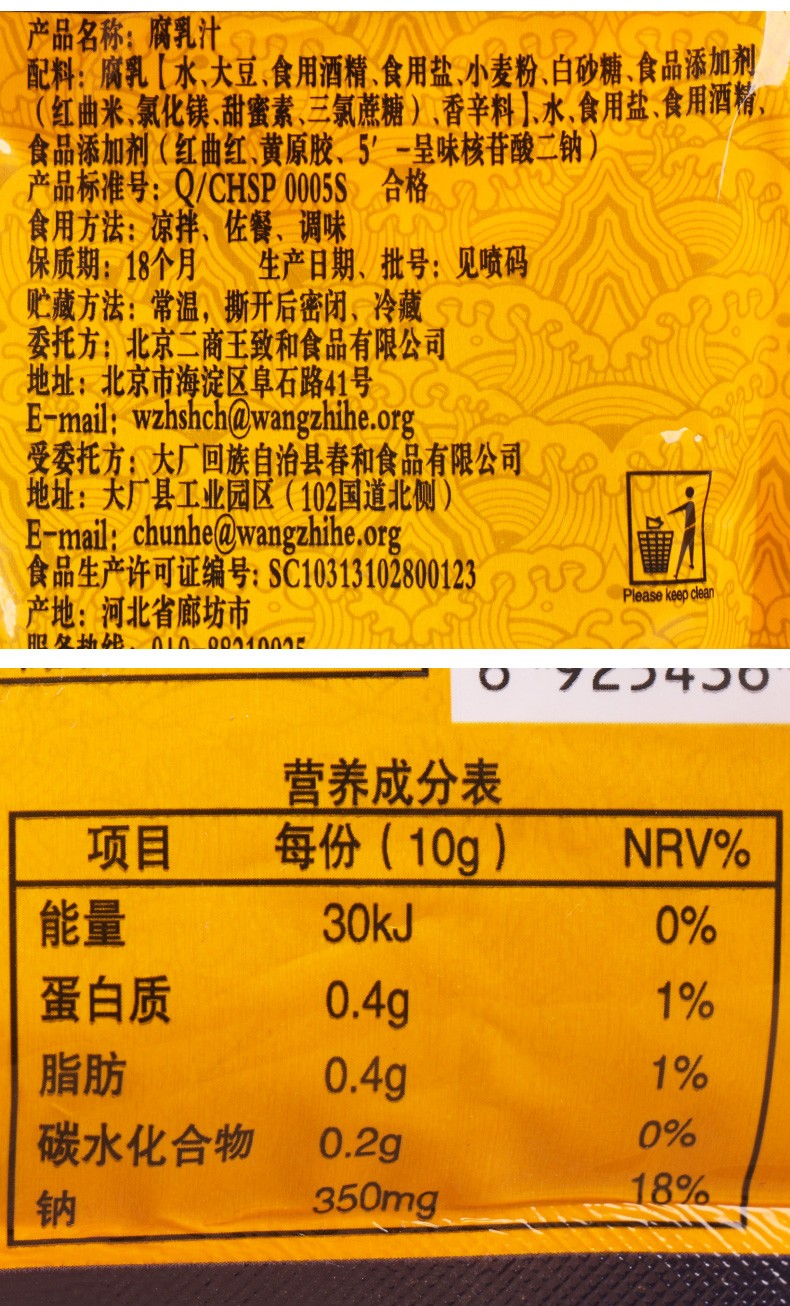 产品名称：腐乳汁
配料：腐乳【水、大豆、食用酒精、食用盐、小麦粉、白砂糖、食品添加剂
（红曲米、氯化镁、甜蜜素、三氯蔗糖）、香辛料】、水、食用盐、食用酒精、
食品添加剂（红曲红、黄原胶、5′-呈味核苷酸二钠）
产品标准号：Q/CHSP 0005S 合格
食用方法：凉拌、佐餐、调味
保质期：18个月 生产日期、批号：见喷码
贮藏方法：常温，撕开后密闭、冷藏
委托方：北京二商王致和食品有限公司
地址：北京市海淀区阜石路41号
E-mail：wzhshch@wangzhihe.org
受委托方：大厂回族自治县春和食品有限公司
地址：大厂县工业园区（102国道北侧）
E-mail：chunhe@wangzhihe.org
食品生产许可证编号：SC10313102800123
Please keep clean
产地：河北省廊坊市
服务热线：010-88219925
6 925436
营养成分表
项目 每份（10g） NRV%
能量 30kJ 0%
蛋白质 0.4g 1%
脂肪 0.4g 1%
碳水化合物 0.2g 0%
钠 350mg 18%